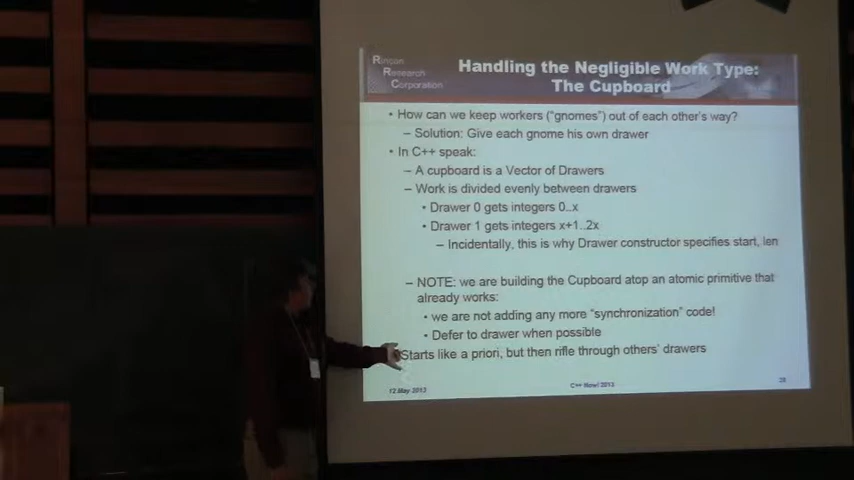 Rincon
Research
Corporation
Handling the Negligible Work Type:
The Cupboard
• How can we keep workers ("gnomes") out of each other's way?
– Solution: Give each gnome his own drawer
• In C++ speak:
– A cupboard is a Vector of Drawers
– Work is divided evenly between drawers
• Drawer 0 gets integers 0..x
• Drawer 1 gets integers x+1..2x
– Incidentally, this is why Drawer constructor specifies start, len
– NOTE: we are building the Cupboard atop an atomic primitive that
already works:
• we are not adding any more "synchronization" code!
• Defer to drawer when possible
Starts like a priori, but then rifle through others' drawers
12 May 2013
C++ Now! 2013